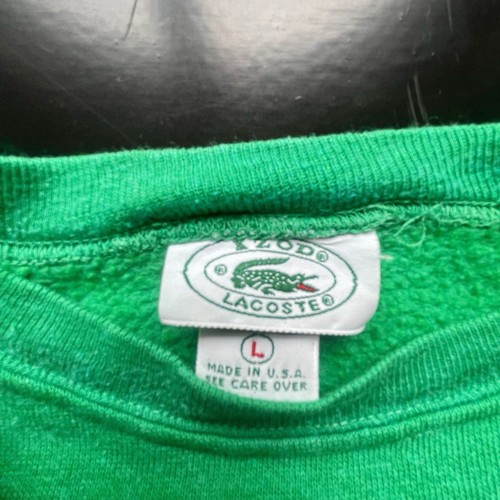 IZOD®
®
LACOSTE®
L
MADE IN U.S.A.
SEE CARE OVER